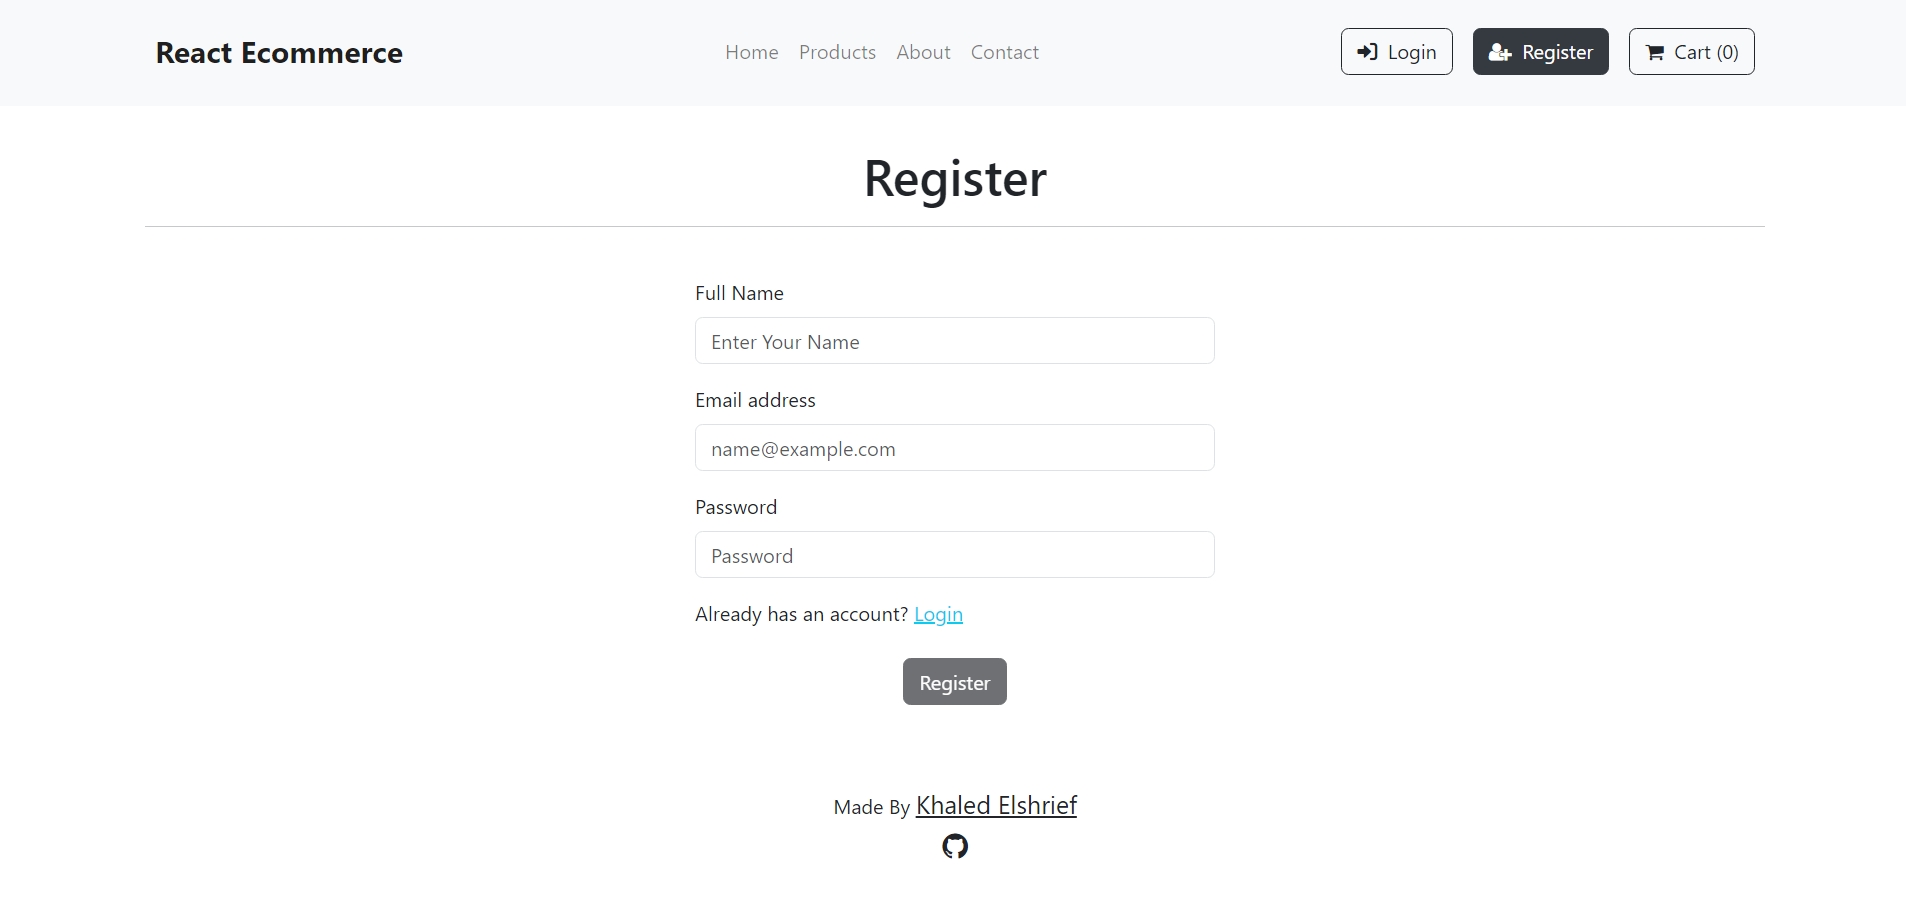 React Ecommerce
Home Products About Contact
Login Register Cart (0)
Register
Full Name
Enter Your Name
Email address
name@example.com
Password
Password
Already has an account? Login
Register
Made By Khaled Elshrief